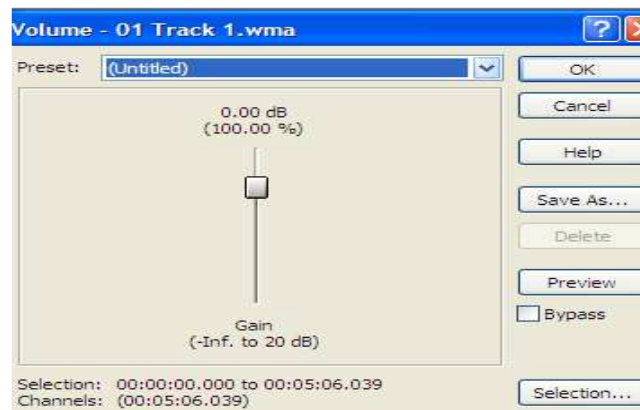 Volume - 01 Track 1.wma
?
Preset: (Untitled)
OK
0.00 dB
(100.00 %)
Cancel
Help
Save As...
Delete
Preview
Bypass
Gain
(-Inf. to 20 dB)
Selection: 00:00:00.000 to 00:05:06.039
Channels: (00:05:06.039)
Selection...